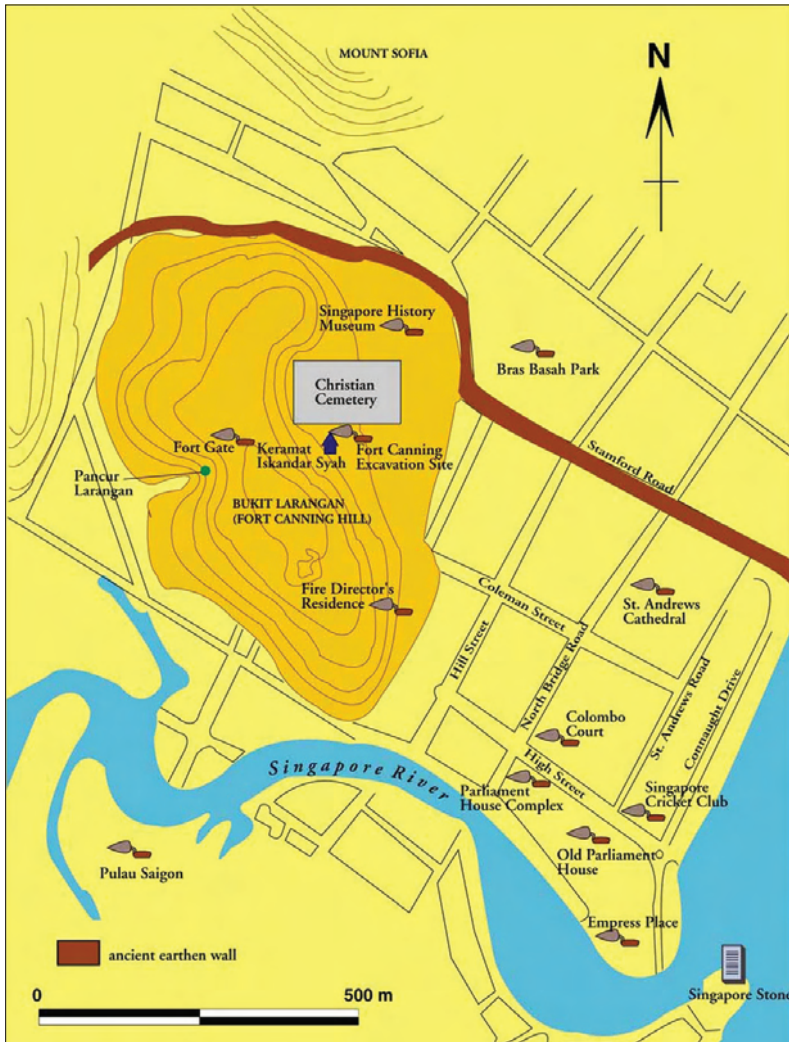 MOUNT SOFIA
N
Singapore History
Museum
Bras Basah Park
Christian
Cemetery
Fort Gate
Keramat
Iskandar Syah
Fort Canning
Excavation Site
Pancur
Larangan
Stamford Road
BUKIT LARANGAN
(FORT CANNING HILL)
Fire Director's
Residence
Coleman Street
St. Andrews
Cathedral
Hill Street
North Bridge Road
St. Andrews Road
Connaught Drive
Colombo
Court
High Street
Singapore River
Parliament
House Complex
Singapore
Cricket Club
Old Parliament
House
Pulau Saigon
Empress Place
ancient earthen wall
Singapore Stone
0
500 m